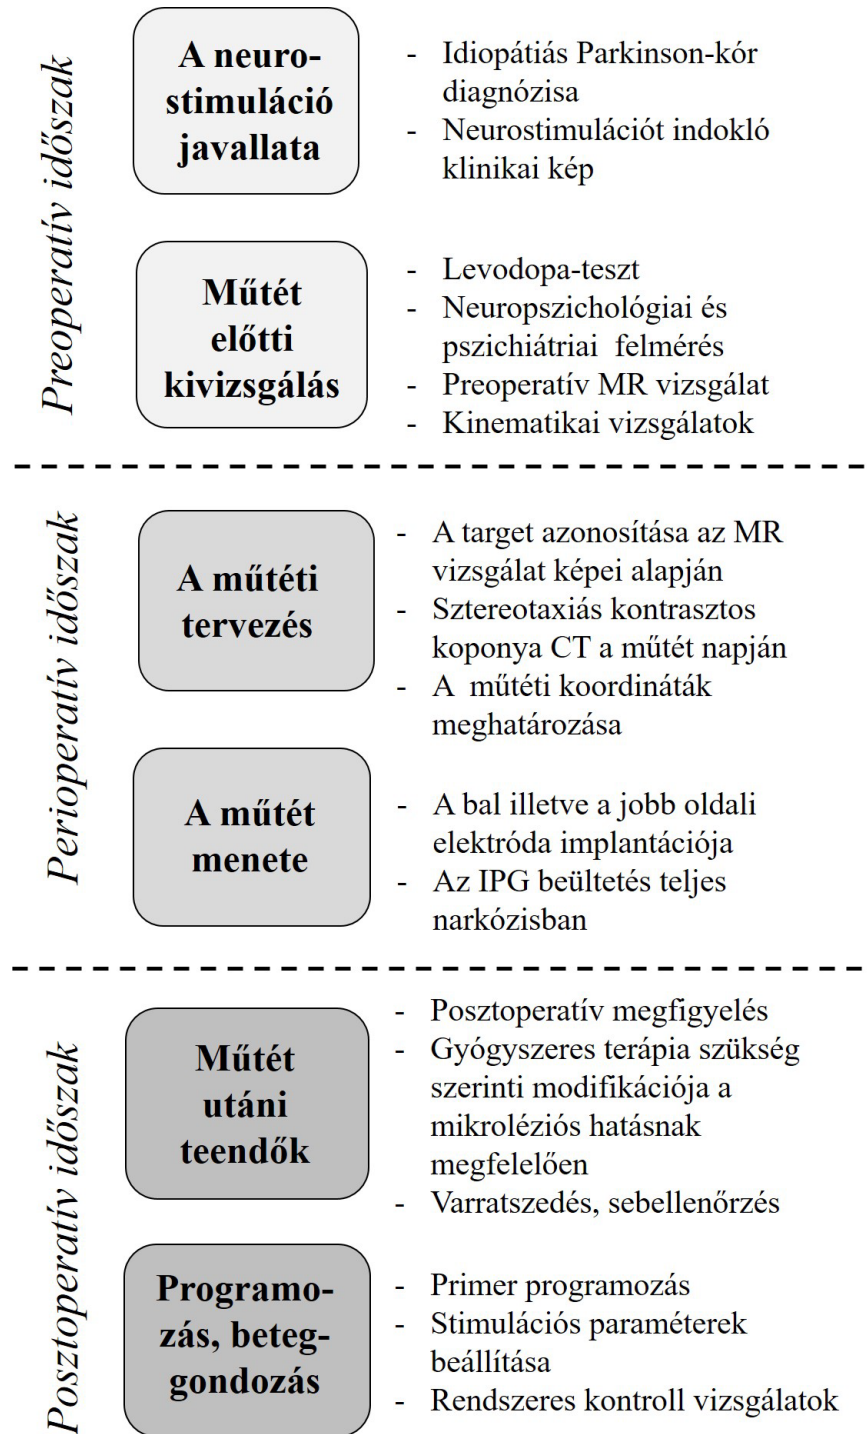 Preoperatív időszak
A neuro-
stimuláció
javallata
- Idiopátiás Parkinson-kór
diagnózisa
- Neurostimulációt indokló
klinikai kép
Műtét
előtti
kivizsgálás
- Levodopa-teszt
- Neuropszichológiai és
pszichiátriai felmérés
- Preoperatív MR vizsgálat
- Kinematikai vizsgálatok
Perioperatív időszak
A műtéti
tervezés
- A target azonosítása az MR
vizsgálat képei alapján
- Sztereotaxiás kontrasztos
koponya CT a műtét napján
- A műtéti koordináták
meghatározása
A műtét
menete
- A bal illetve a jobb oldali
elektróda implantációja
- Az IPG beültetés teljes
narkózisban
Posztoperatív időszak
Műtét
utáni
teendők
- Posztoperatív megfigyelés
- Gyógyszeres terápia szükség
szerinti modifikációja a
mikroléziós hatásnak
megfelelően
- Varratszedés, sebellenőrzés
Programo-
zás, beteg-
gondozás
- Primer programozás
- Stimulációs paraméterek
beállítása
- Rendszeres kontroll vizsgálatok